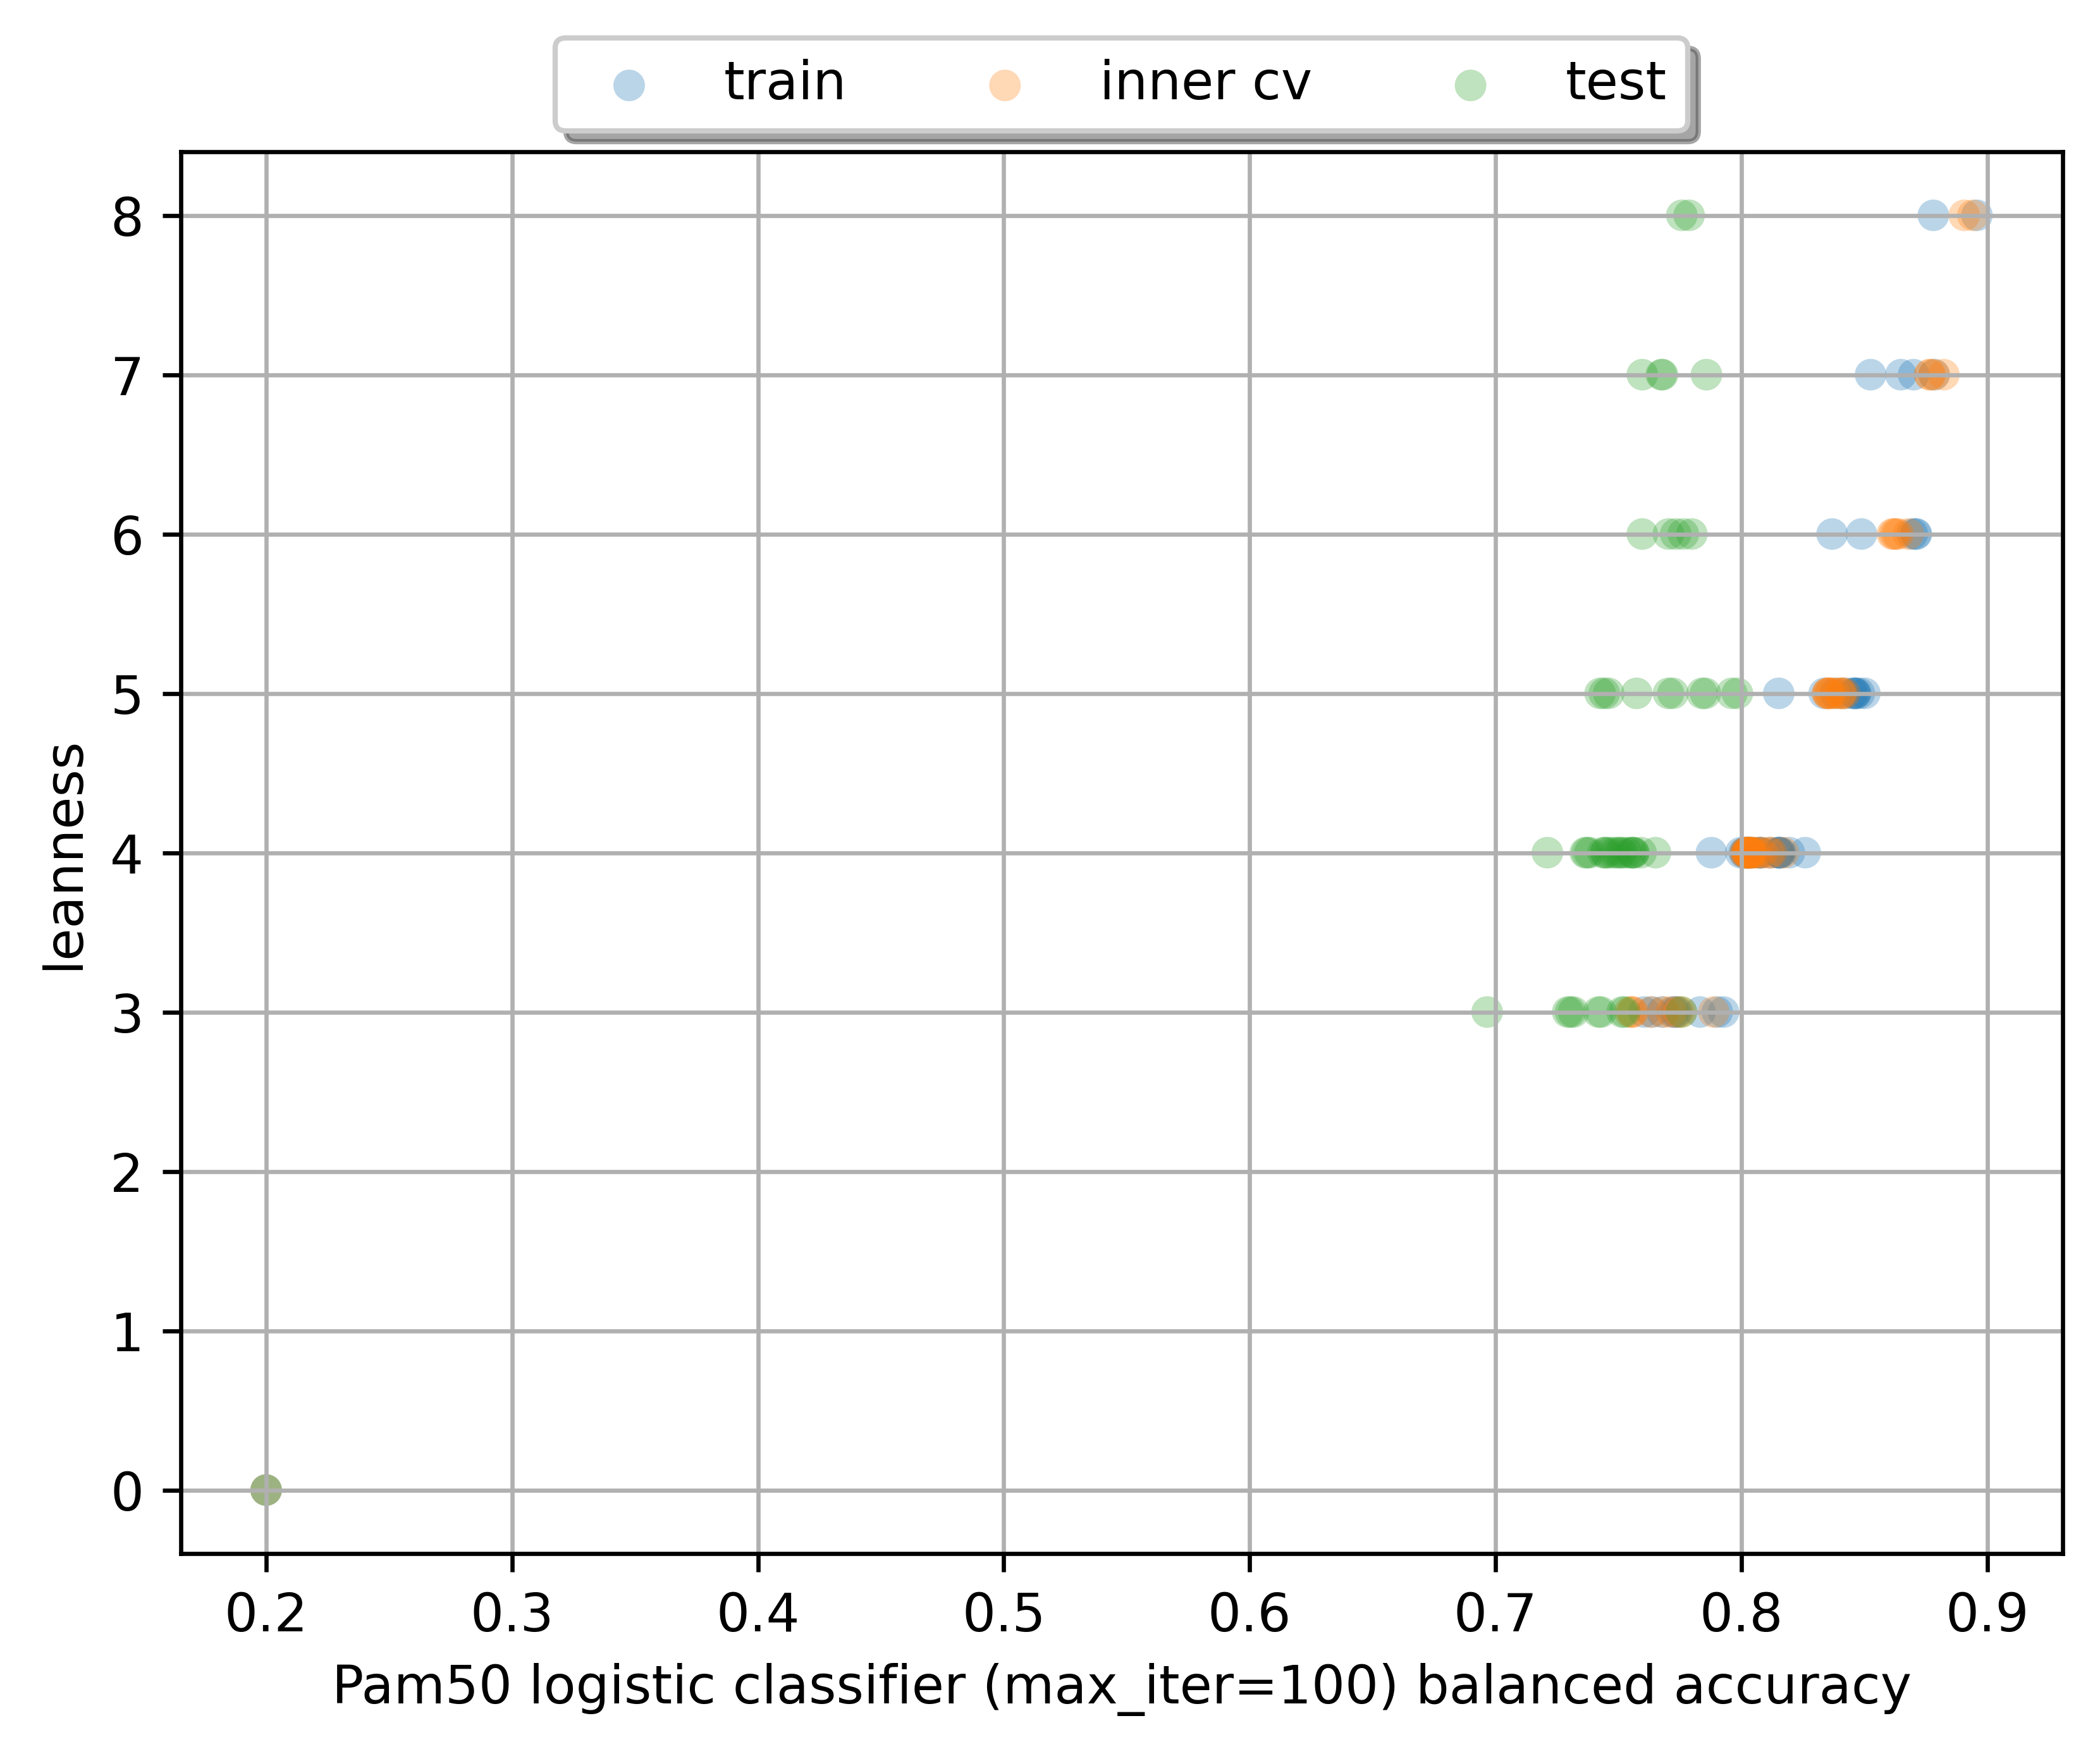 train inner cv test
8
7
6
5
4
3
2
1
0
leanness
0.2 0.3 0.4 0.5 0.6 0.7 0.8 0.9
Pam50 logistic classifier (max_iter=100) balanced accuracy